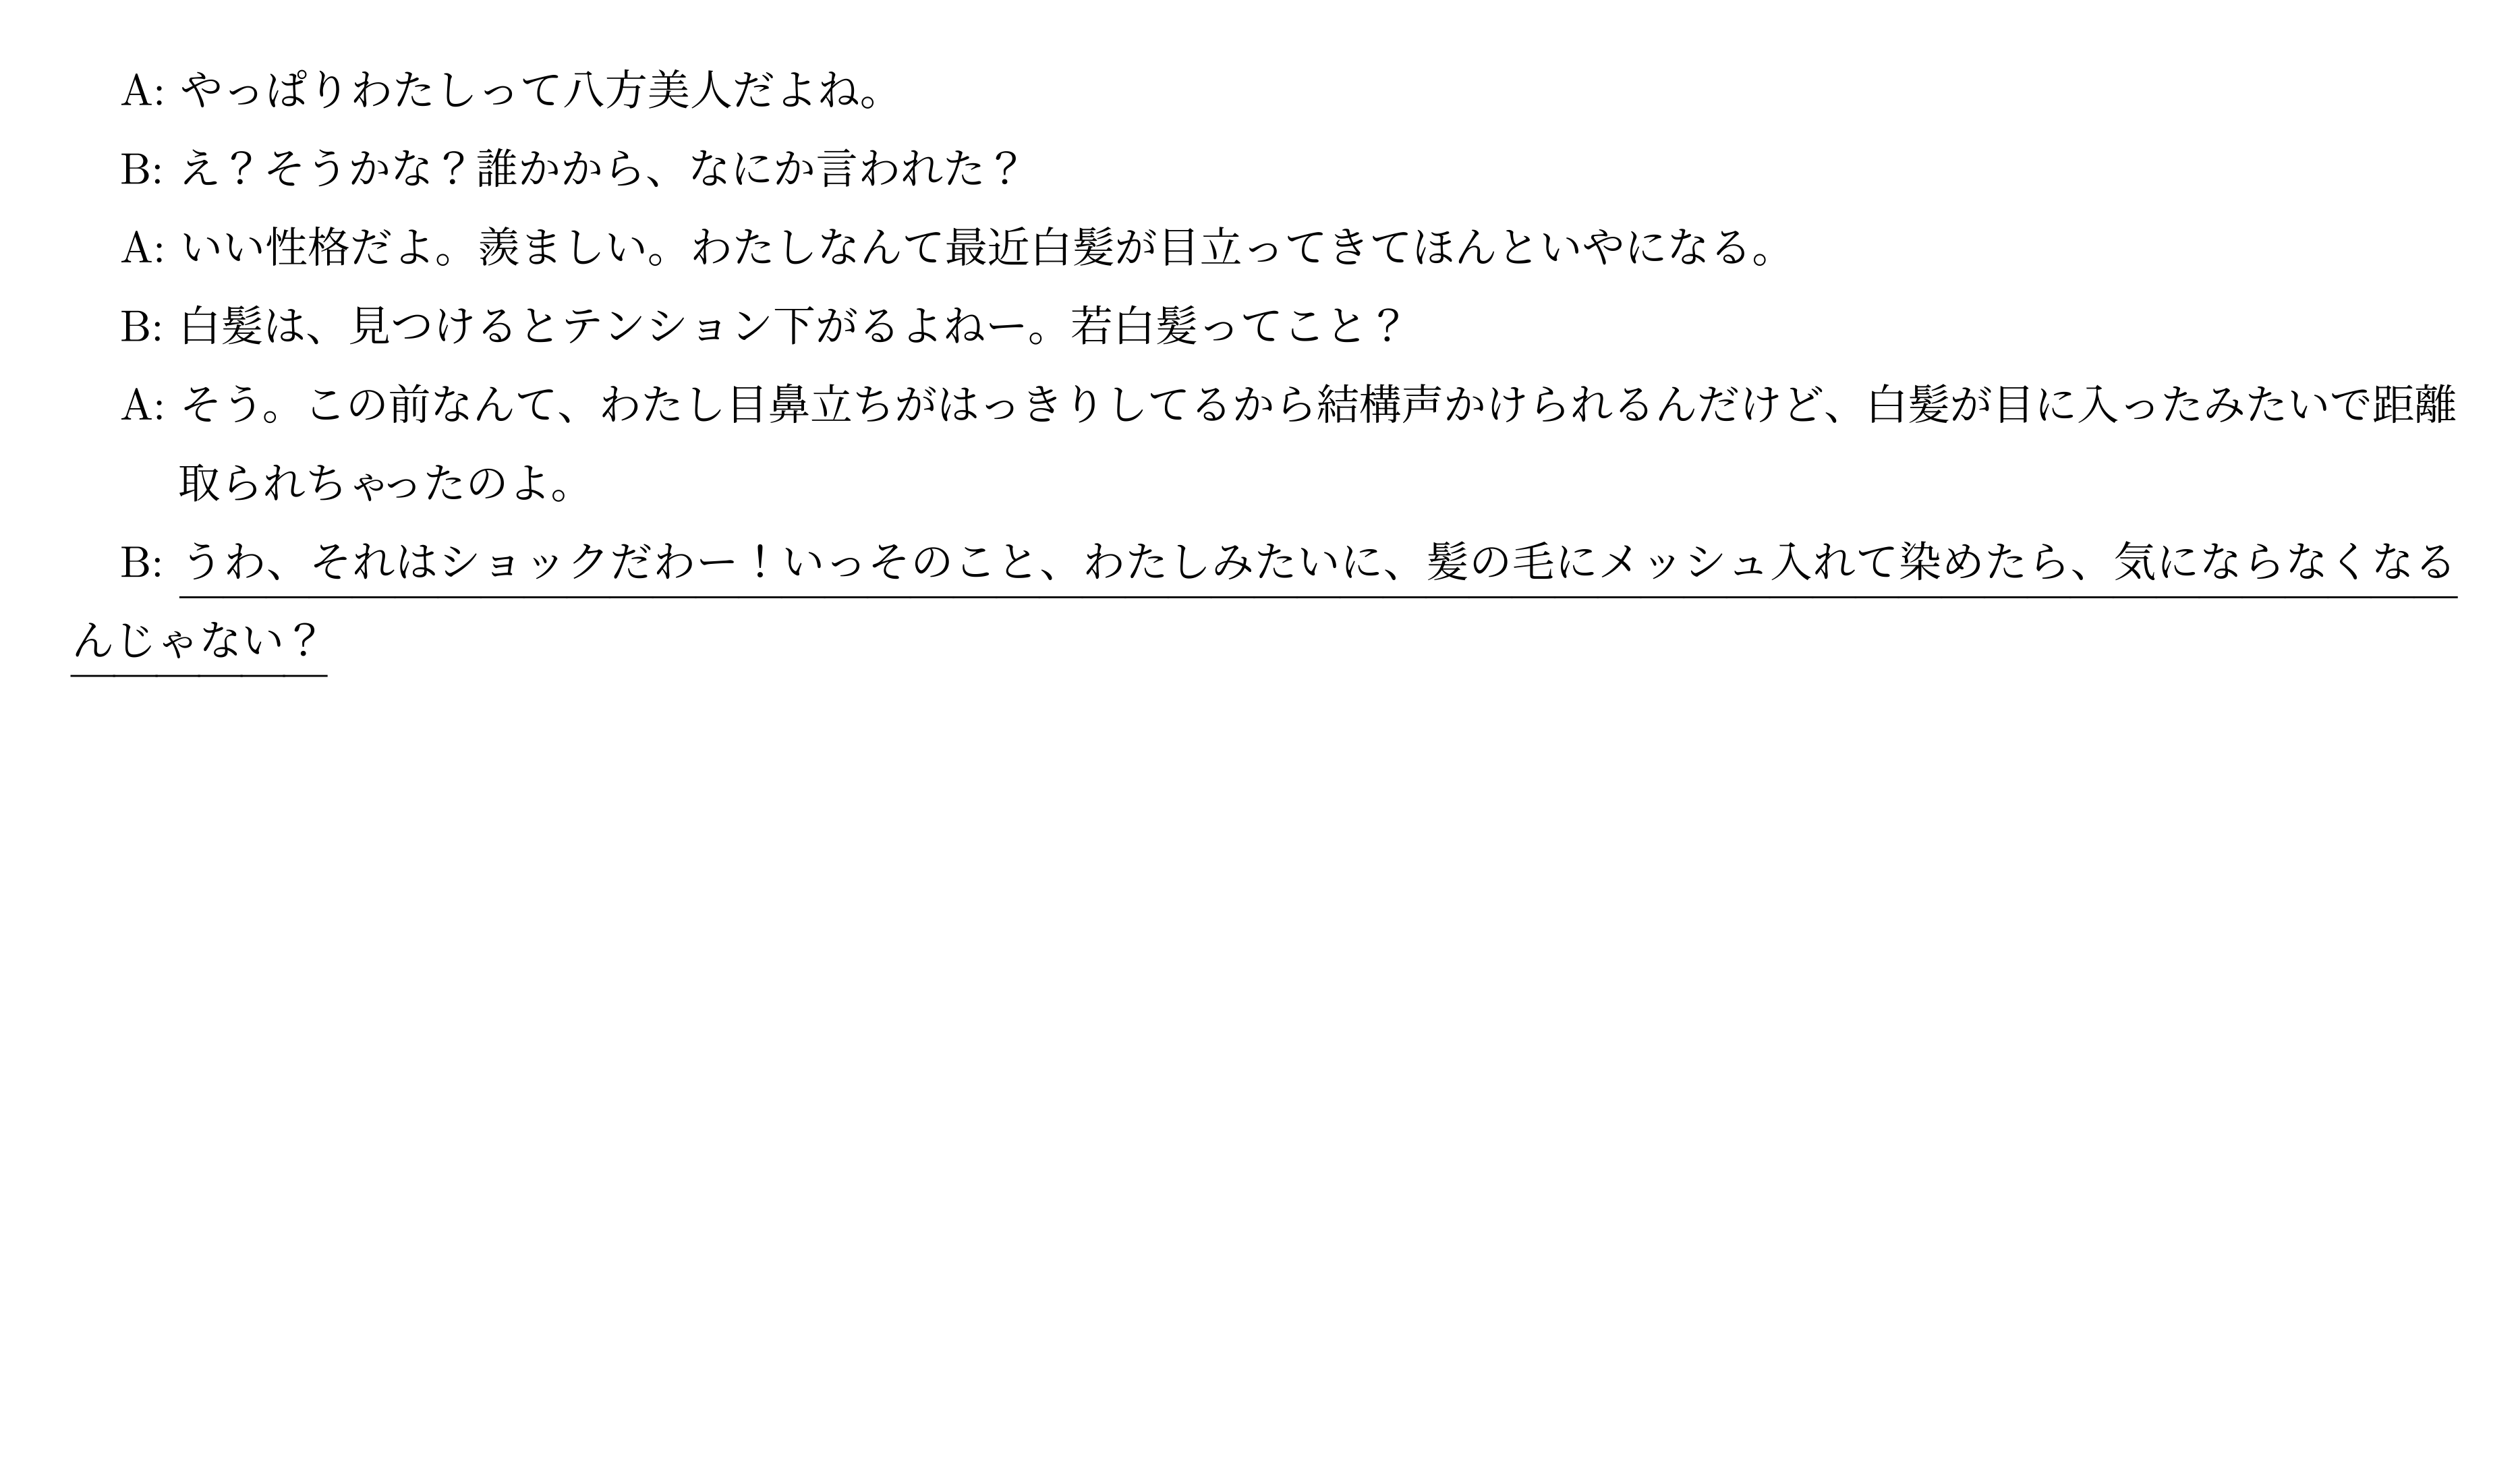 A: やっぱりわたしって八方美人だよね。
B: え？そうかな？誰かから、なにか言われた？
A: いい性格だよ。羨ましい。わたしなんて最近白髪が目立ってきてほんといやになる。
B: 白髪は、見つけるとテンション下がるよねー。若白髪ってこと？
A: そう。この前なんて、わたし目鼻立ちがはっきりしてるから結構声かけられるんだけど、白髪が目に入ったみたいで距離
取られちゃったのよ。
B: うわ、それはショックだわー！いっそのこと、わたしみたいに、髪の毛にメッシュ入れて染めたら、気にならなくなる
んじゃない？